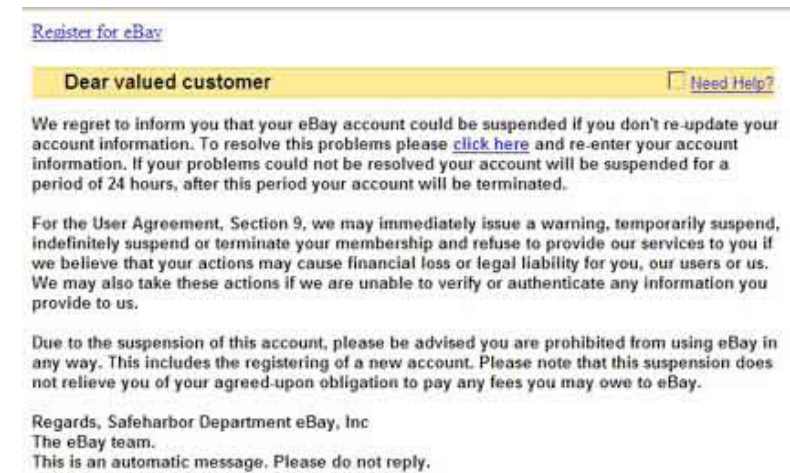 Register for eBay
Dear valued customer
Need Help?
We regret to inform you that your eBay account could be suspended if you don't re-update your
account information. To resolve this problems please click here and re-enter your account
information. If your problems could not be resolved your account will be suspended for a
period of 24 hours, after this period your account will be terminated.
For the User Agreement, Section 9, we may immediately issue a warning, temporarily suspend,
indefinitely suspend or terminate your membership and refuse to provide our services to you if
we believe that your actions may cause financial loss or legal liability for you, our users or us.
We may also take these actions if we are unable to verify or authenticate any information you
provide to us.
Due to the suspension of this account, please be advised you are prohibited from using eBay in
any way. This includes the registering of a new account. Please note that this suspension does
not relieve you of your agreed-upon obligation to pay any fees you may owe to eBay.
Regards, Safeharbor Department eBay, Inc
The eBay team.
This is an automatic message. Please do not reply.